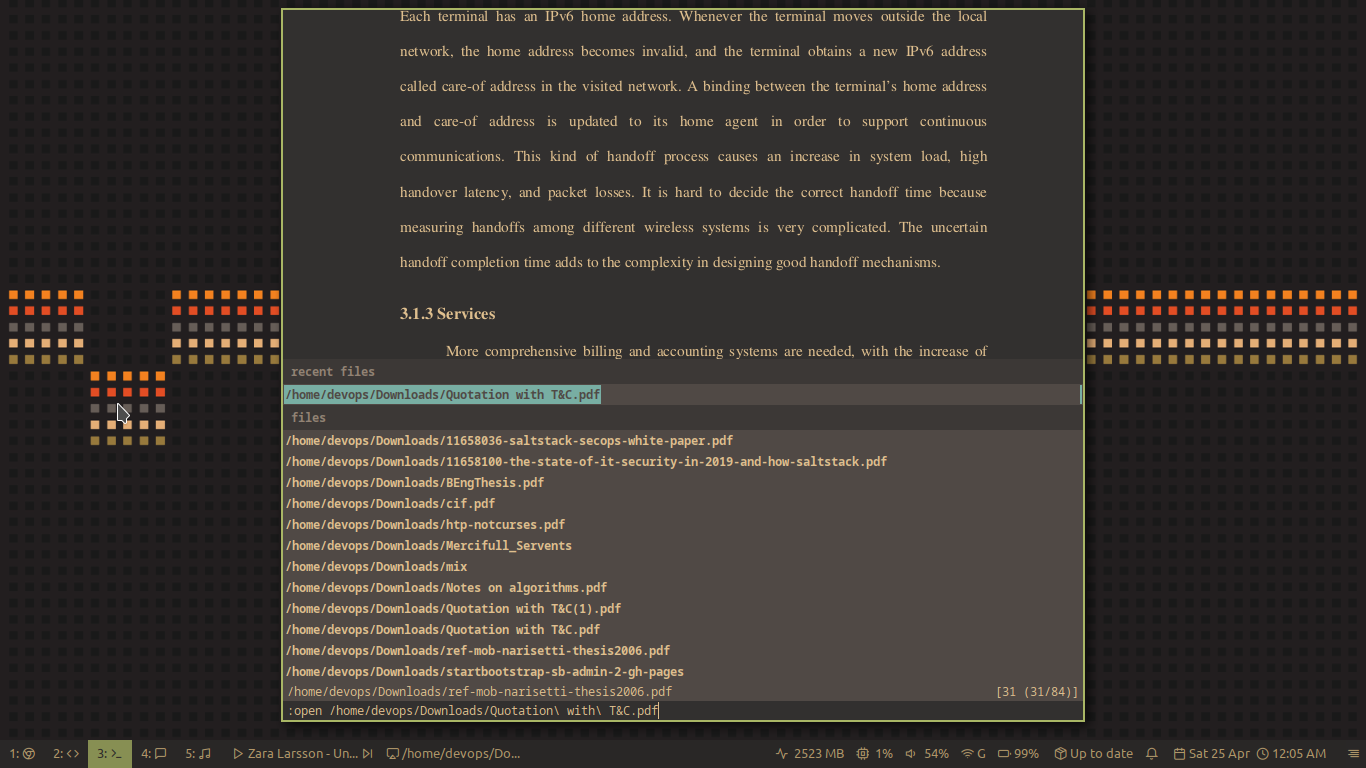 Each terminal has an IPv6 home address. Whenever the terminal moves outside the local
network, the home address becomes invalid, and the terminal obtains a new IPv6 address
called care-of address in the visited network. A binding between the terminal’s home address
and care-of address is updated to its home agent in order to support continuous
communications. This kind of handoff process causes an increase in system load, high
handover latency, and packet losses. It is hard to decide the correct handoff time because
measuring handoffs among different wireless systems is very complicated. The uncertain
handoff completion time adds to the complexity in designing good handoff mechanisms.
3.1.3 Services
More comprehensive billing and accounting systems are needed, with the increase of
recent files
/home/devops/Downloads/Quotation with T&C.pdf
files
/home/devops/Downloads/11658036-saltstack-secops-white-paper.pdf
/home/devops/Downloads/11658100-the-state-of-it-security-in-2019-and-how-saltstack.pdf
/home/devops/Downloads/BEngThesis.pdf
/home/devops/Downloads/cif.pdf
/home/devops/Downloads/htp-notcurses.pdf
/home/devops/Downloads/Mercifull_Servents
/home/devops/Downloads/mix
/home/devops/Downloads/Notes on algorithms.pdf
/home/devops/Downloads/Quotation with T&C(1).pdf
/home/devops/Downloads/Quotation with T&C.pdf
/home/devops/Downloads/ref-mob-narisetti-thesis2006.pdf
/home/devops/Downloads/startbootstrap-sb-admin-2-gh-pages
/home/devops/Downloads/ref-mob-narisetti-thesis2006.pdf [31 (31/84)]
:open /home/devops/Downloads/Quotation\ with\ T&C.pdf
1: 2: 3: 4: 5: Zara Larsson - Un... /home/devops/Do... 2523 MB 1% 54% G 99% Up to date Sat 25 Apr 12:05 AM